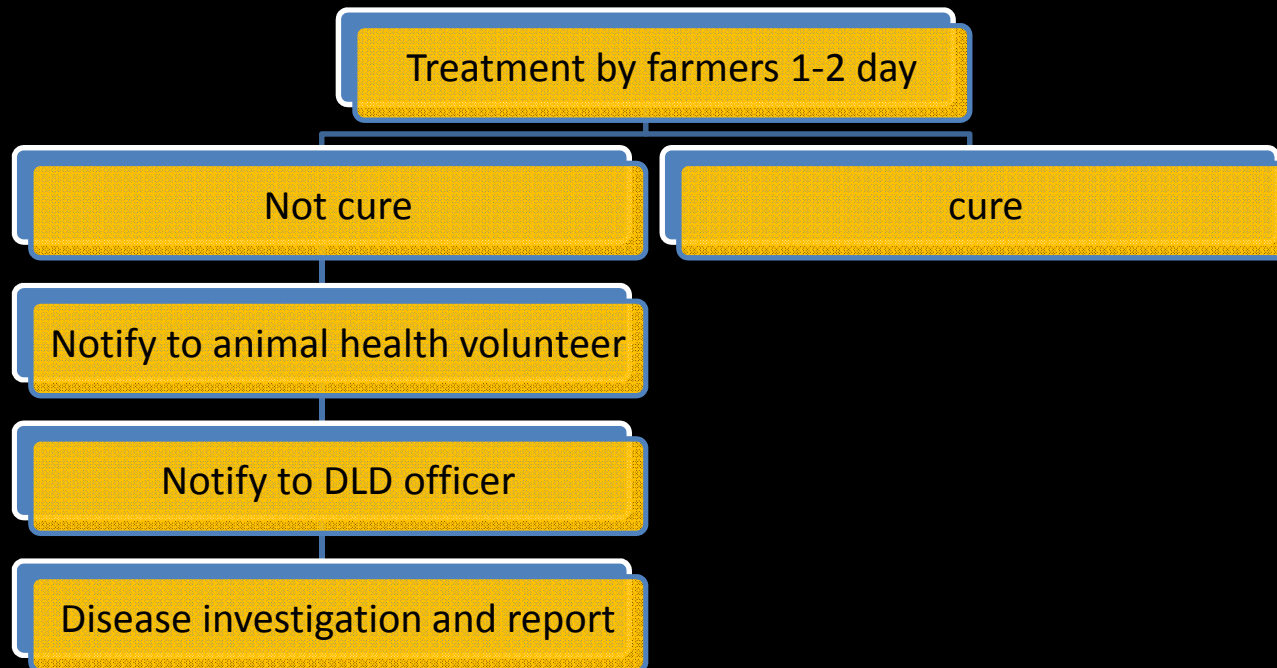 Treatment by farmers 1-2 day
Not cure
cure
Notify to animal health volunteer
Notify to DLD officer
Disease investigation and report